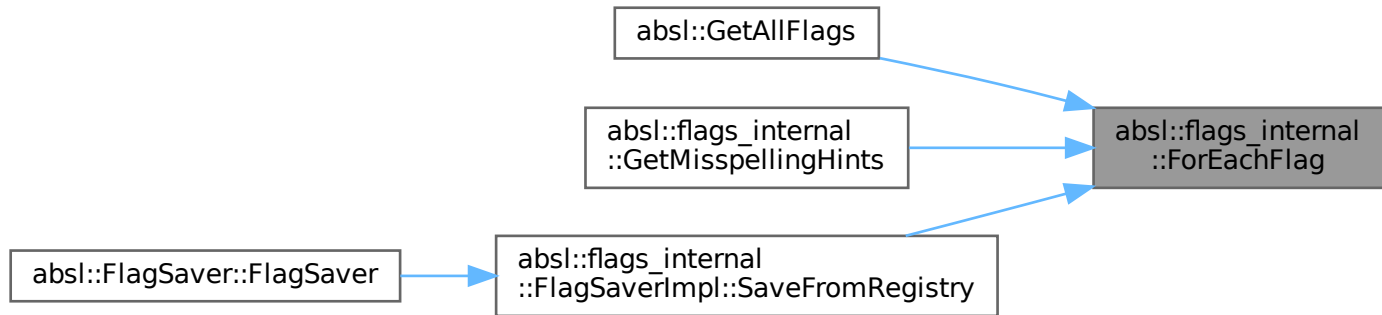 absl::GetAllFlags
absl::flags_internal
::GetMisspellingHints
absl::flags_internal
::ForEachFlag
absl::FlagSaver::FlagSaver
absl::flags_internal
::FlagSaverImpl::SaveFromRegistry